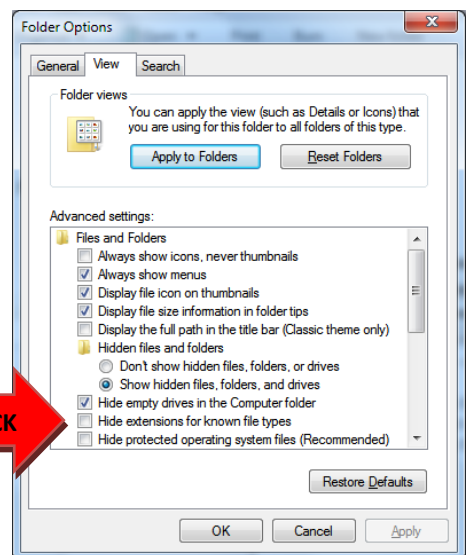 Folder Options
General View Search
Folder views
You can apply the view (such as Details or Icons) that
you are using for this folder to all folders of this type.
Apply to Folders Reset Folders
Advanced settings:
Files and Folders
Always show icons, never thumbnails
Always show menus
Display file icon on thumbnails
Display file size information in folder tips
Display the full path in the title bar (Classic theme only)
Hidden files and folders
Don't show hidden files, folders, or drives
Show hidden files, folders, and drives
Hide empty drives in the Computer folder
CK
Hide extensions for known file types
Hide protected operating system files (Recommended)
Restore Defaults
OK Cancel Apply